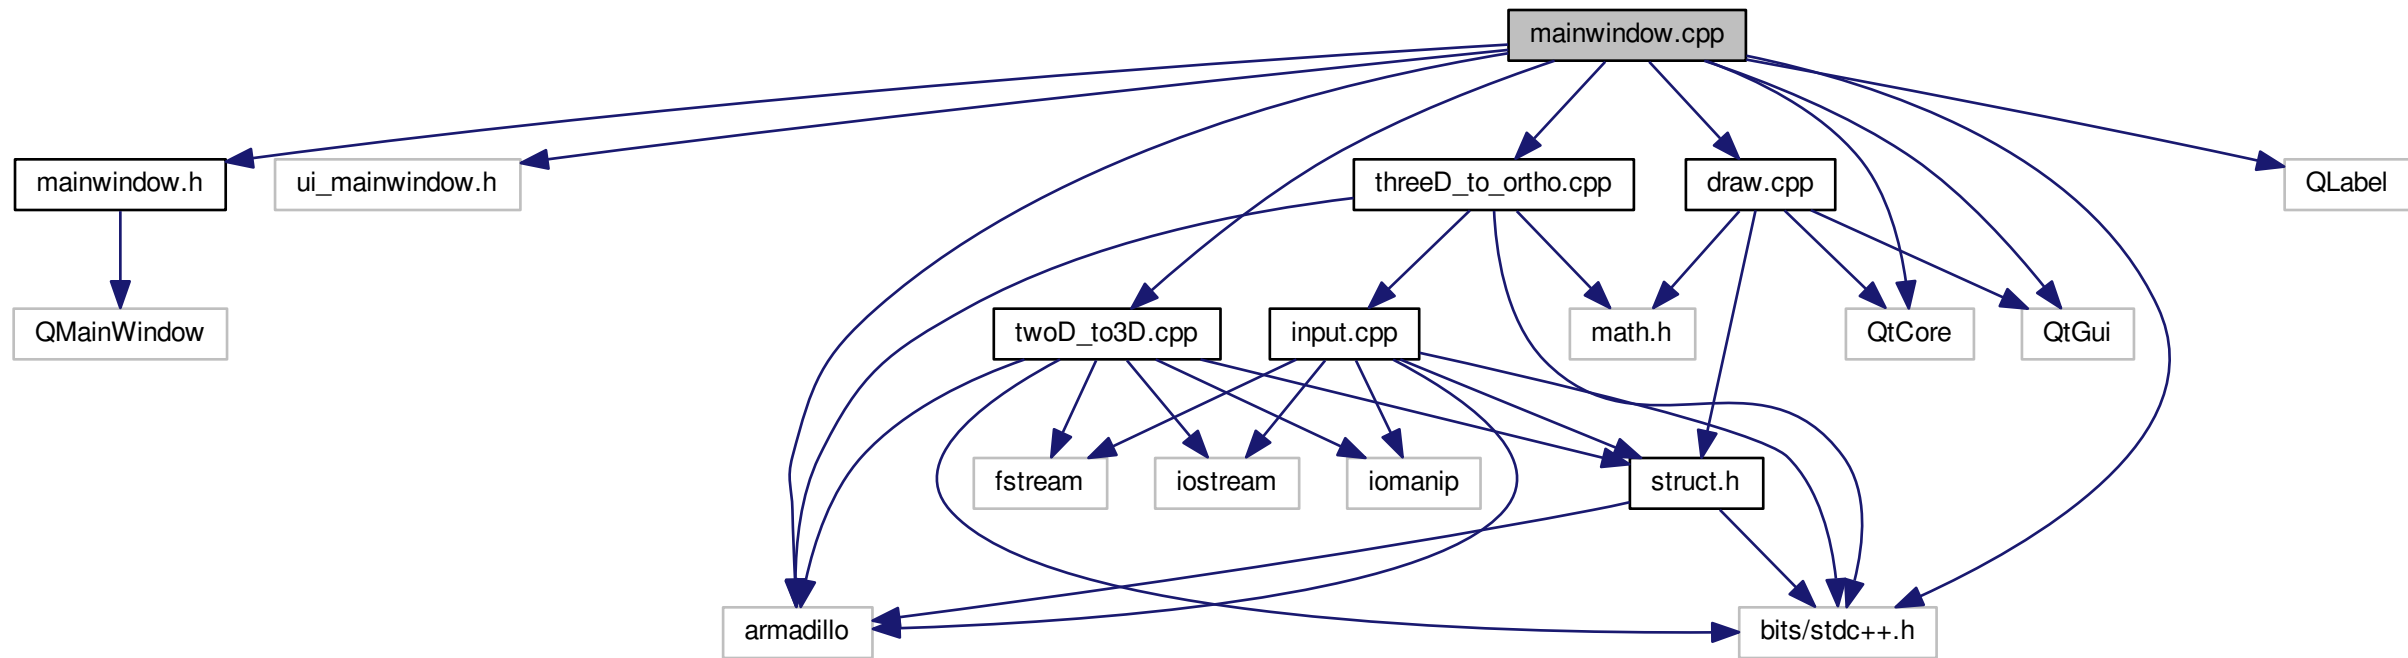 mainwindow.cpp
mainwindow.h
ui_mainwindow.h
threeD_to_ortho.cpp
draw.cpp
QLabel
QMainWindow
twoD_to3D.cpp
input.cpp
math.h
QtCore
QtGui
fstream
iostream
iomanip
struct.h
armadillo
bits/stdc++.h